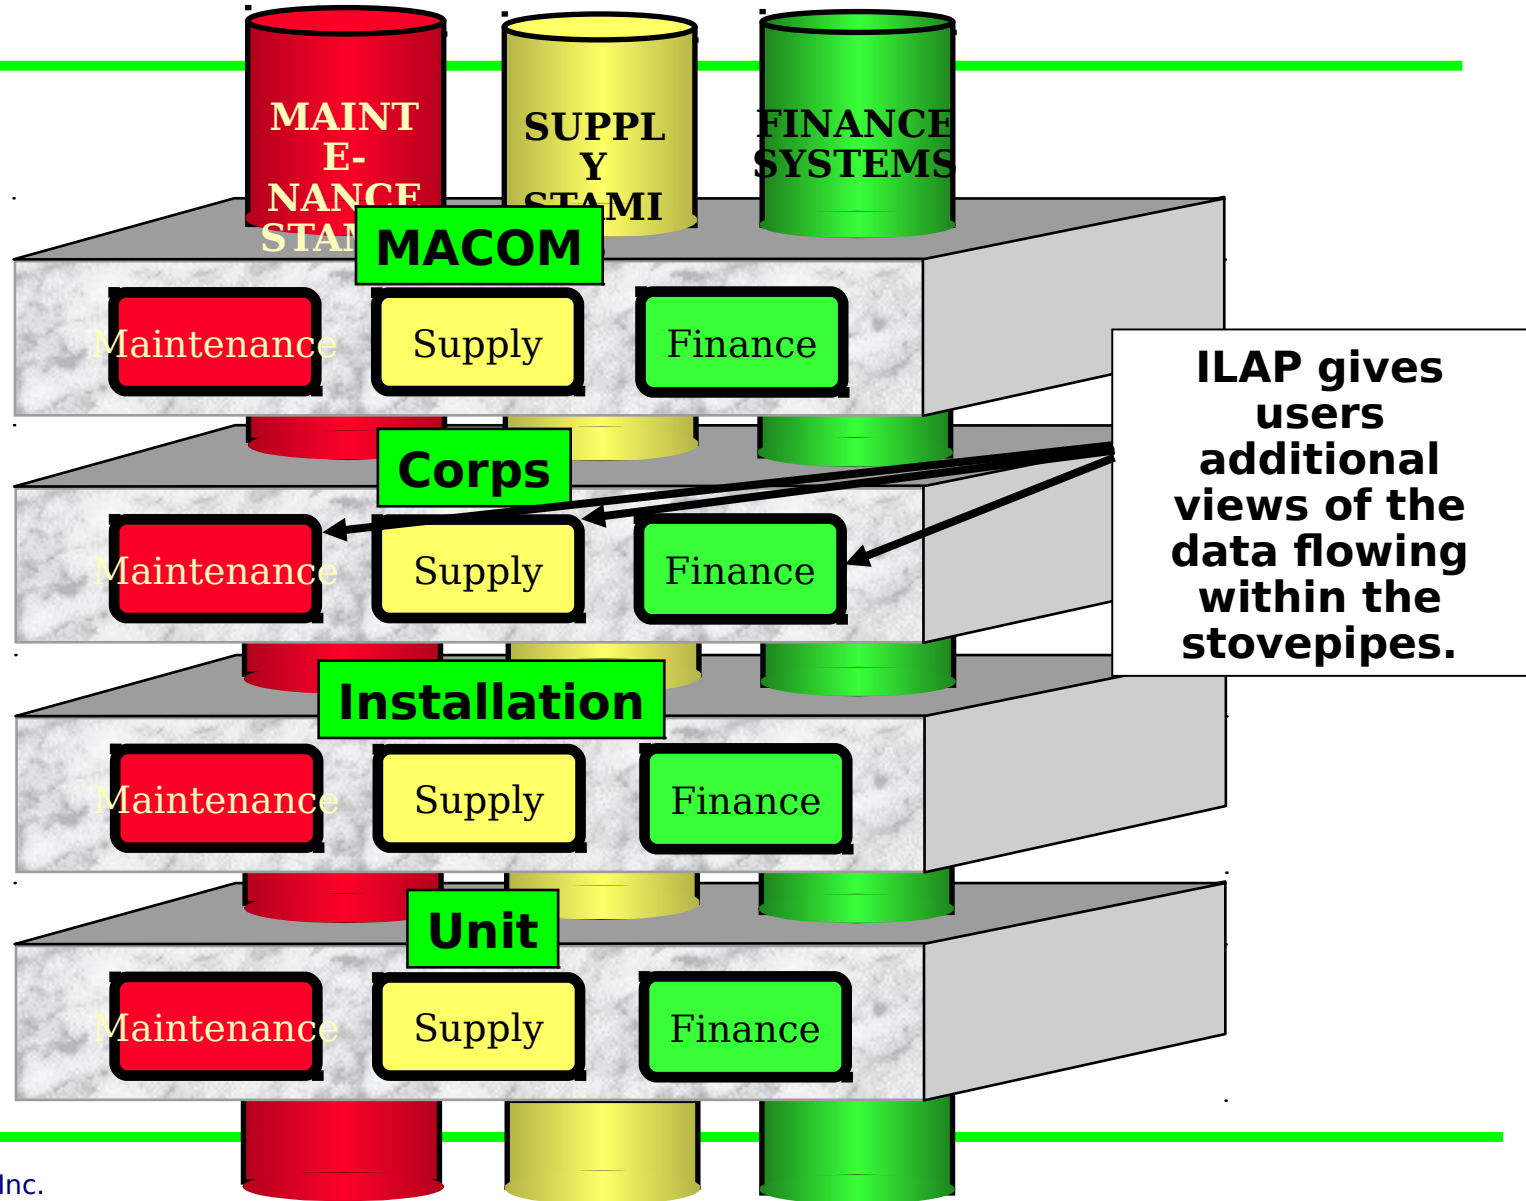 MAINT
E-
NANCE
SUPPL
Y
STAMI
FINANCE
SYSTEMS
MACOM
Maintenance
Supply
Finance
ILAP gives
users
additional
views of the
data flowing
within the
stovepipes.
Corps
Maintenance
Supply
Finance
Installation
Maintenance
Supply
Finance
Unit
Maintenance
Supply
Finance
Inc.